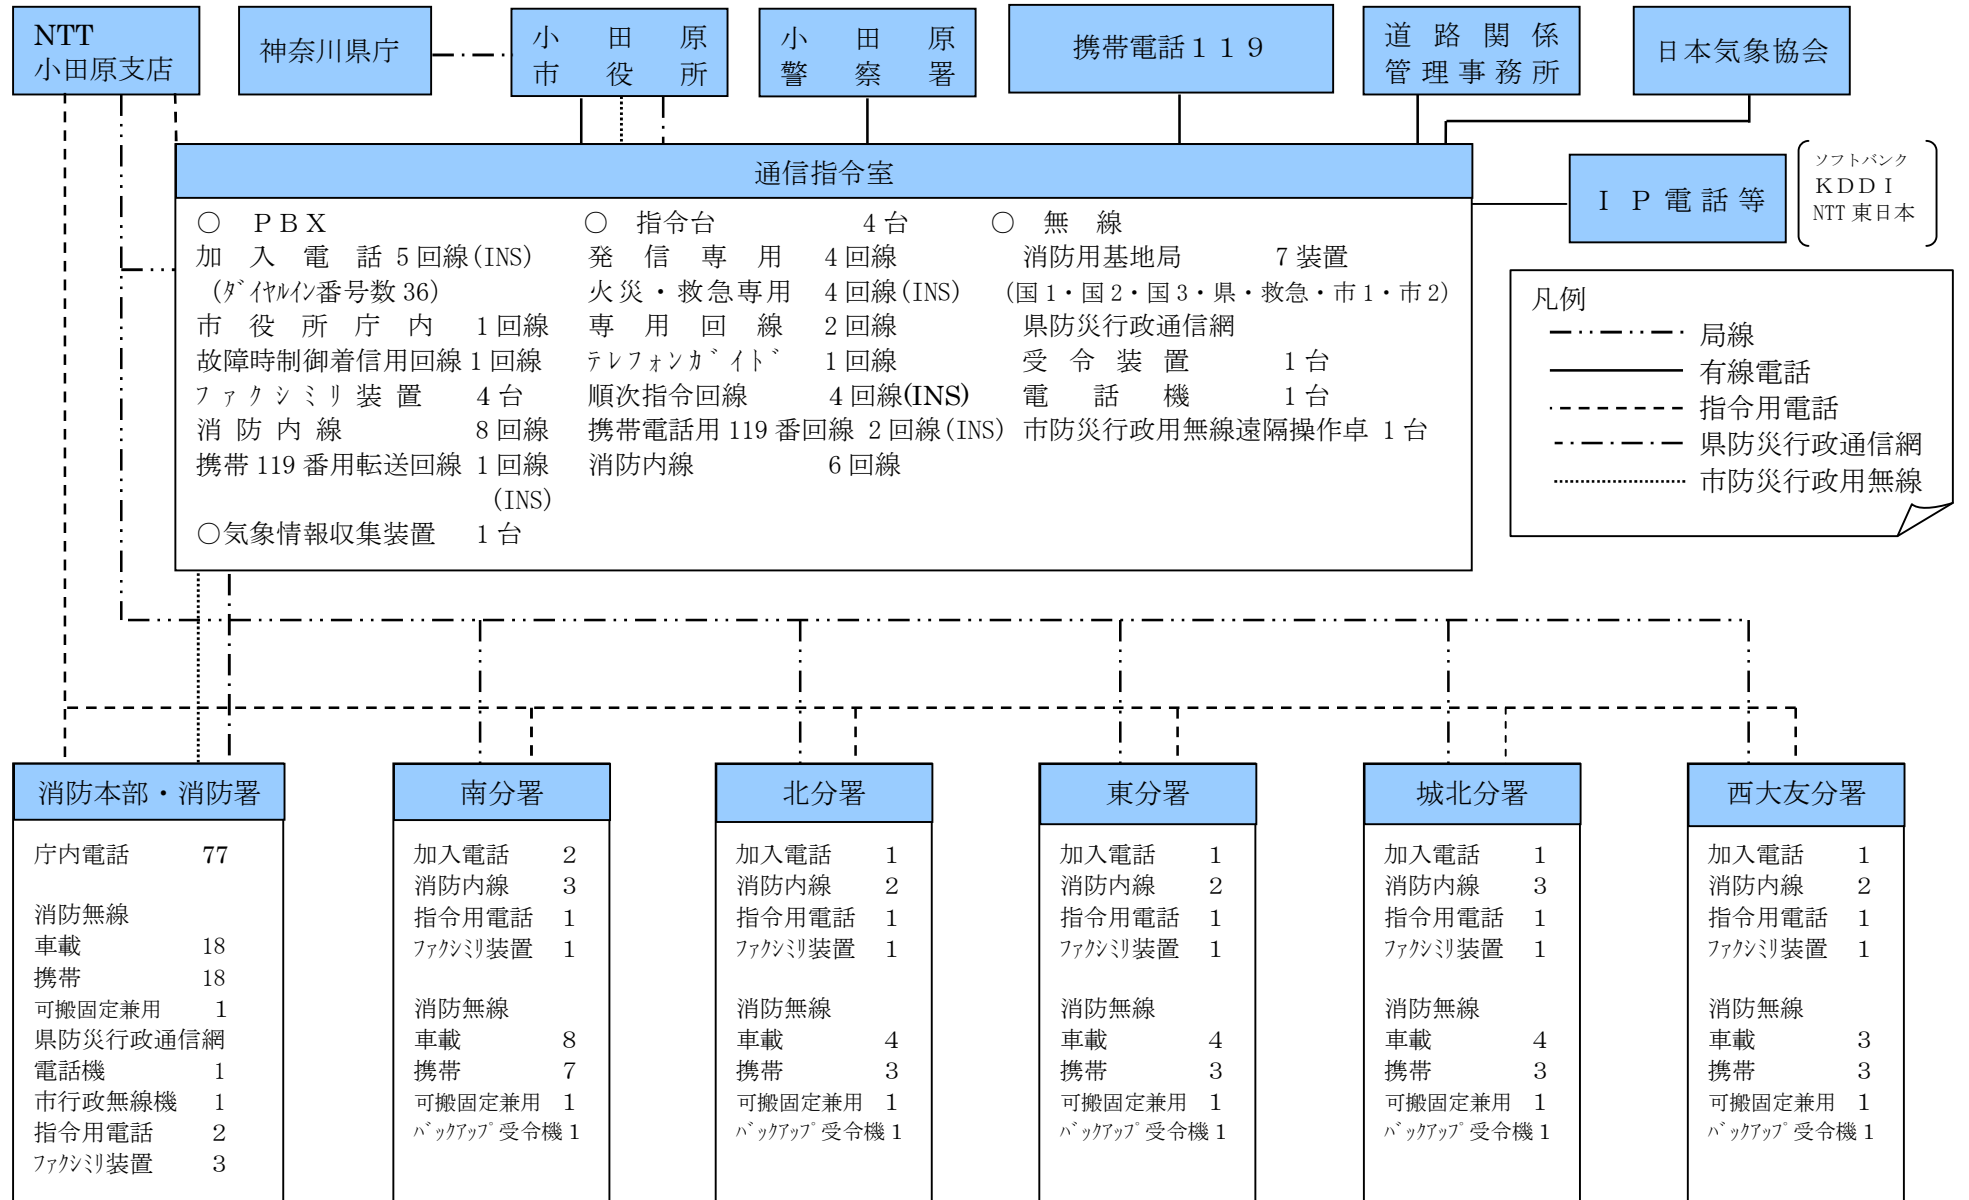 NTT
小田原支店
神奈川県庁
小田原
市役所
小田原
警察署
携帯電話１１９
道路関係
管理事務所
日本気象協会
通信指令室
ＩＰ電話等
ソフトバンク
ＫＤＤＩ
NTT東日本
○　ＰＢＸ
加入電話 5回線(INS)
（ﾀﾞｲﾔﾙｲﾝ番号数36）
市役所庁内 1回線
故障時制御着信用回線 1回線
ファクシミリ装置 4台
消防内線 8回線
携帯119番用転送回線 1回線
(INS)
○気象情報収集装置 1台
○　指令台 4台
発信専用 4回線
火災・救急専用 4回線(INS)
専用回線 2回線
ﾃﾚﾌｫﾝｶﾞｲﾄﾞ 1回線
順次指令回線 4回線(INS)
携帯電話用119番回線 2回線(INS)
消防内線 6回線
○　無線
消防用基地局 7装置
（国1・国2・国3・県・救急・市1・市2）
県防災行政通信網
受令装置 1台
電話機 1台
市防災行政用無線遠隔操作卓 1台
凡例
局線
有線電話
指令用電話
県防災行政通信網
市防災行政用無線
消防本部・消防署
庁内電話 77
消防無線
車載 18
携帯 18
可搬固定兼用 1
県防災行政通信網
電話機 1
市行政無線機 1
指令用電話 2
ﾌｧｸｼﾐﾘ装置 3
南分署
加入電話 2
消防内線 3
指令用電話 1
ﾌｧｸｼﾐﾘ装置 1
消防無線
車載 8
携帯 7
可搬固定兼用 1
ﾊﾞｯｸｱｯﾌﾟ受令機 1
北分署
加入電話 1
消防内線 2
指令用電話 1
ﾌｧｸｼﾐﾘ装置 1
消防無線
車載 4
携帯 3
可搬固定兼用 1
ﾊﾞｯｸｱｯﾌﾟ受令機 1
東分署
加入電話 1
消防内線 2
指令用電話 1
ﾌｧｸｼﾐﾘ装置 1
消防無線
車載 4
携帯 3
可搬固定兼用 1
ﾊﾞｯｸｱｯﾌﾟ受令機 1
城北分署
加入電話 1
消防内線 3
指令用電話 1
ﾌｧｸｼﾐﾘ装置 1
消防無線
車載 4
携帯 3
可搬固定兼用 1
ﾊﾞｯｸｱｯﾌﾟ受令機 1
西大友分署
加入電話 1
消防内線 2
指令用電話 1
ﾌｧｸｼﾐﾘ装置 1
消防無線
車載 3
携帯 3
可搬固定兼用 1
ﾊﾞｯｸｱｯﾌﾟ受令機 1